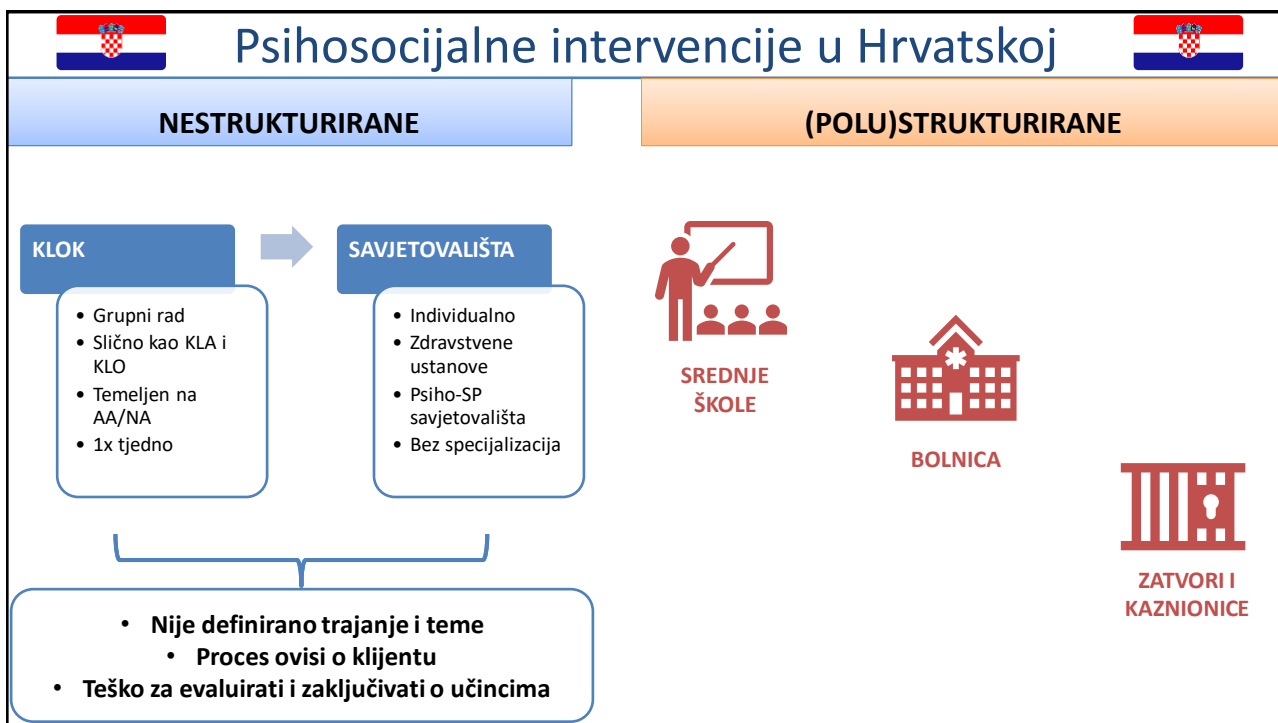 Psihosocijalne intervencije u Hrvatskoj
NESTRUKTURIRANE
KLOK
• Grupni rad
• Slično kao KLA i
KLO
• Temeljen na
AA/NA
• 1x tjedno
SAVJETOVALIŠTA
• Individualno
• Zdravstvene
ustanove
• Psiho-SP
savjetovališta
• Bez specijalizacija
• Nije definirano trajanje i teme
• Proces ovisi o klijentu
• Teško za evaluirati i zaključivati o učincima
(POLU)STRUKTURIRANE
SREDNJE
ŠKOLE
BOLNICA
ZATVORI I
KAZNIONICE